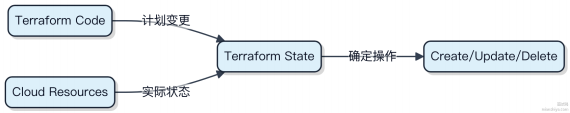 Terraform Code
计划变更
Terraform State
确定操作
Create/Update/Delete
Cloud Resources
实际状态